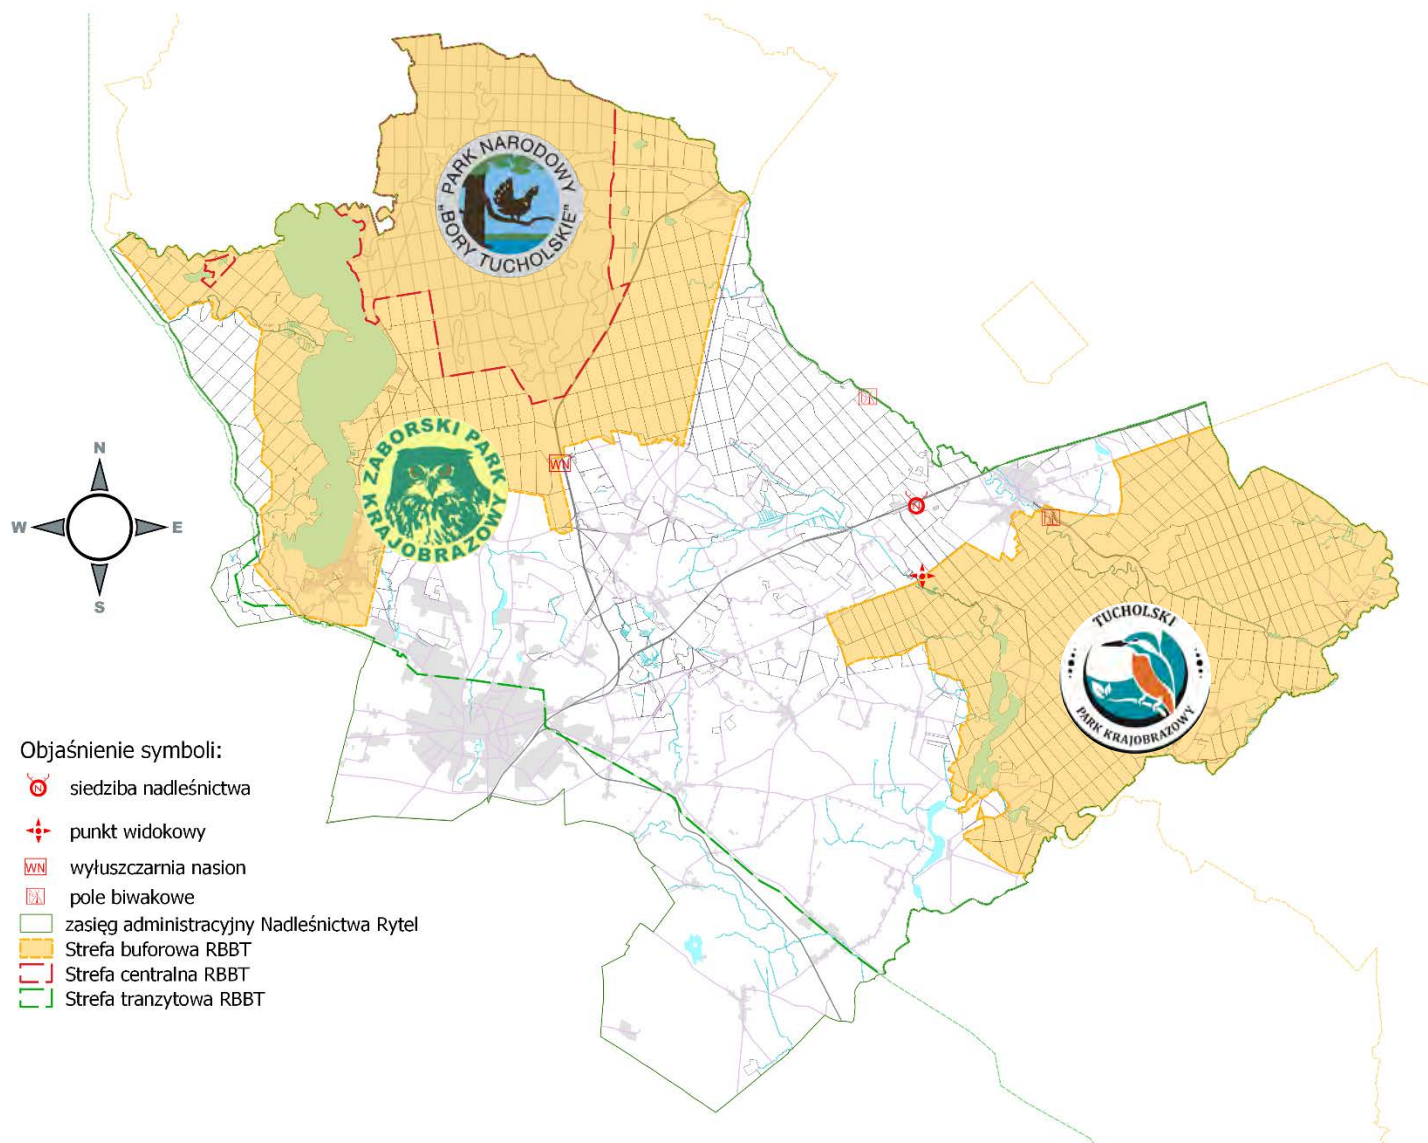 PARK NARODOWY
"BORY TUCHOLSKIE"
ZABORSKI PARK
KRAJOBRAZOWY
WN
N
W E
S
N
TUCHOLSKI
PARK KRAJOBRAZOWY
Objaśnienie symboli:
N siedziba nadleśnictwa
punkt widokowy
WN wyłuszczarnia nasion
pole biwakowe
zasięg administracyjny Nadleśnictwa Rytel
Strefa buforowa RBBT
Strefa centralna RBBT
Strefa tranzytowa RBBT